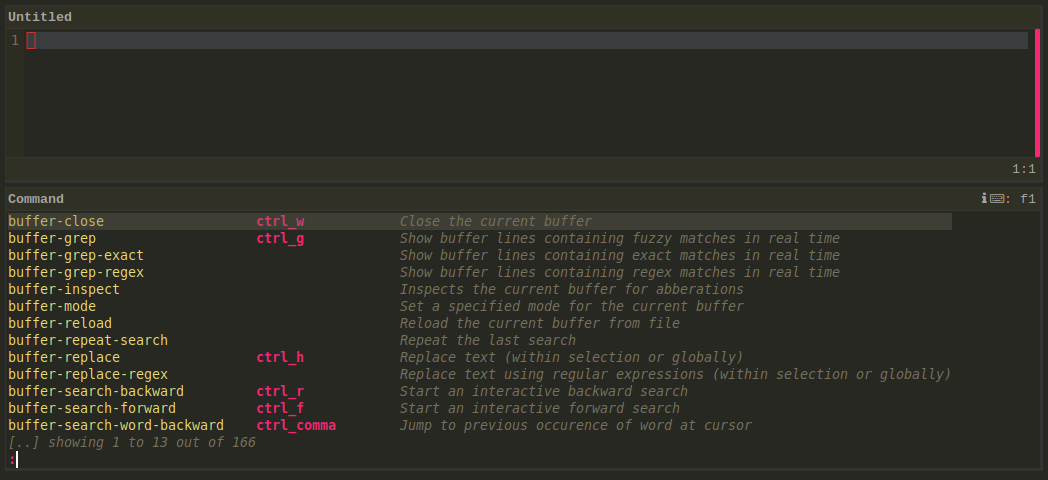 Untitled
1
1:1
Command ℹ⌨: f1
buffer-close ctrl_w Close the current buffer
buffer-grep ctrl_g Show buffer lines containing fuzzy matches in real time
buffer-grep-exact Show buffer lines containing exact matches in real time
buffer-grep-regex Show buffer lines containing regex matches in real time
buffer-inspect Inspects the current buffer for abberations
buffer-mode Set a specified mode for the current buffer
buffer-reload Reload the current buffer from file
buffer-repeat-search Repeat the last search
buffer-replace ctrl_h Replace text (within selection or globally)
buffer-replace-regex Replace text using regular expressions (within selection or globally)
buffer-search-backward ctrl_r Start an interactive backward search
buffer-search-forward ctrl_f Start an interactive forward search
buffer-search-word-backward ctrl_comma Jump to previous occurence of word at cursor
[..] showing 1 to 13 out of 166
: